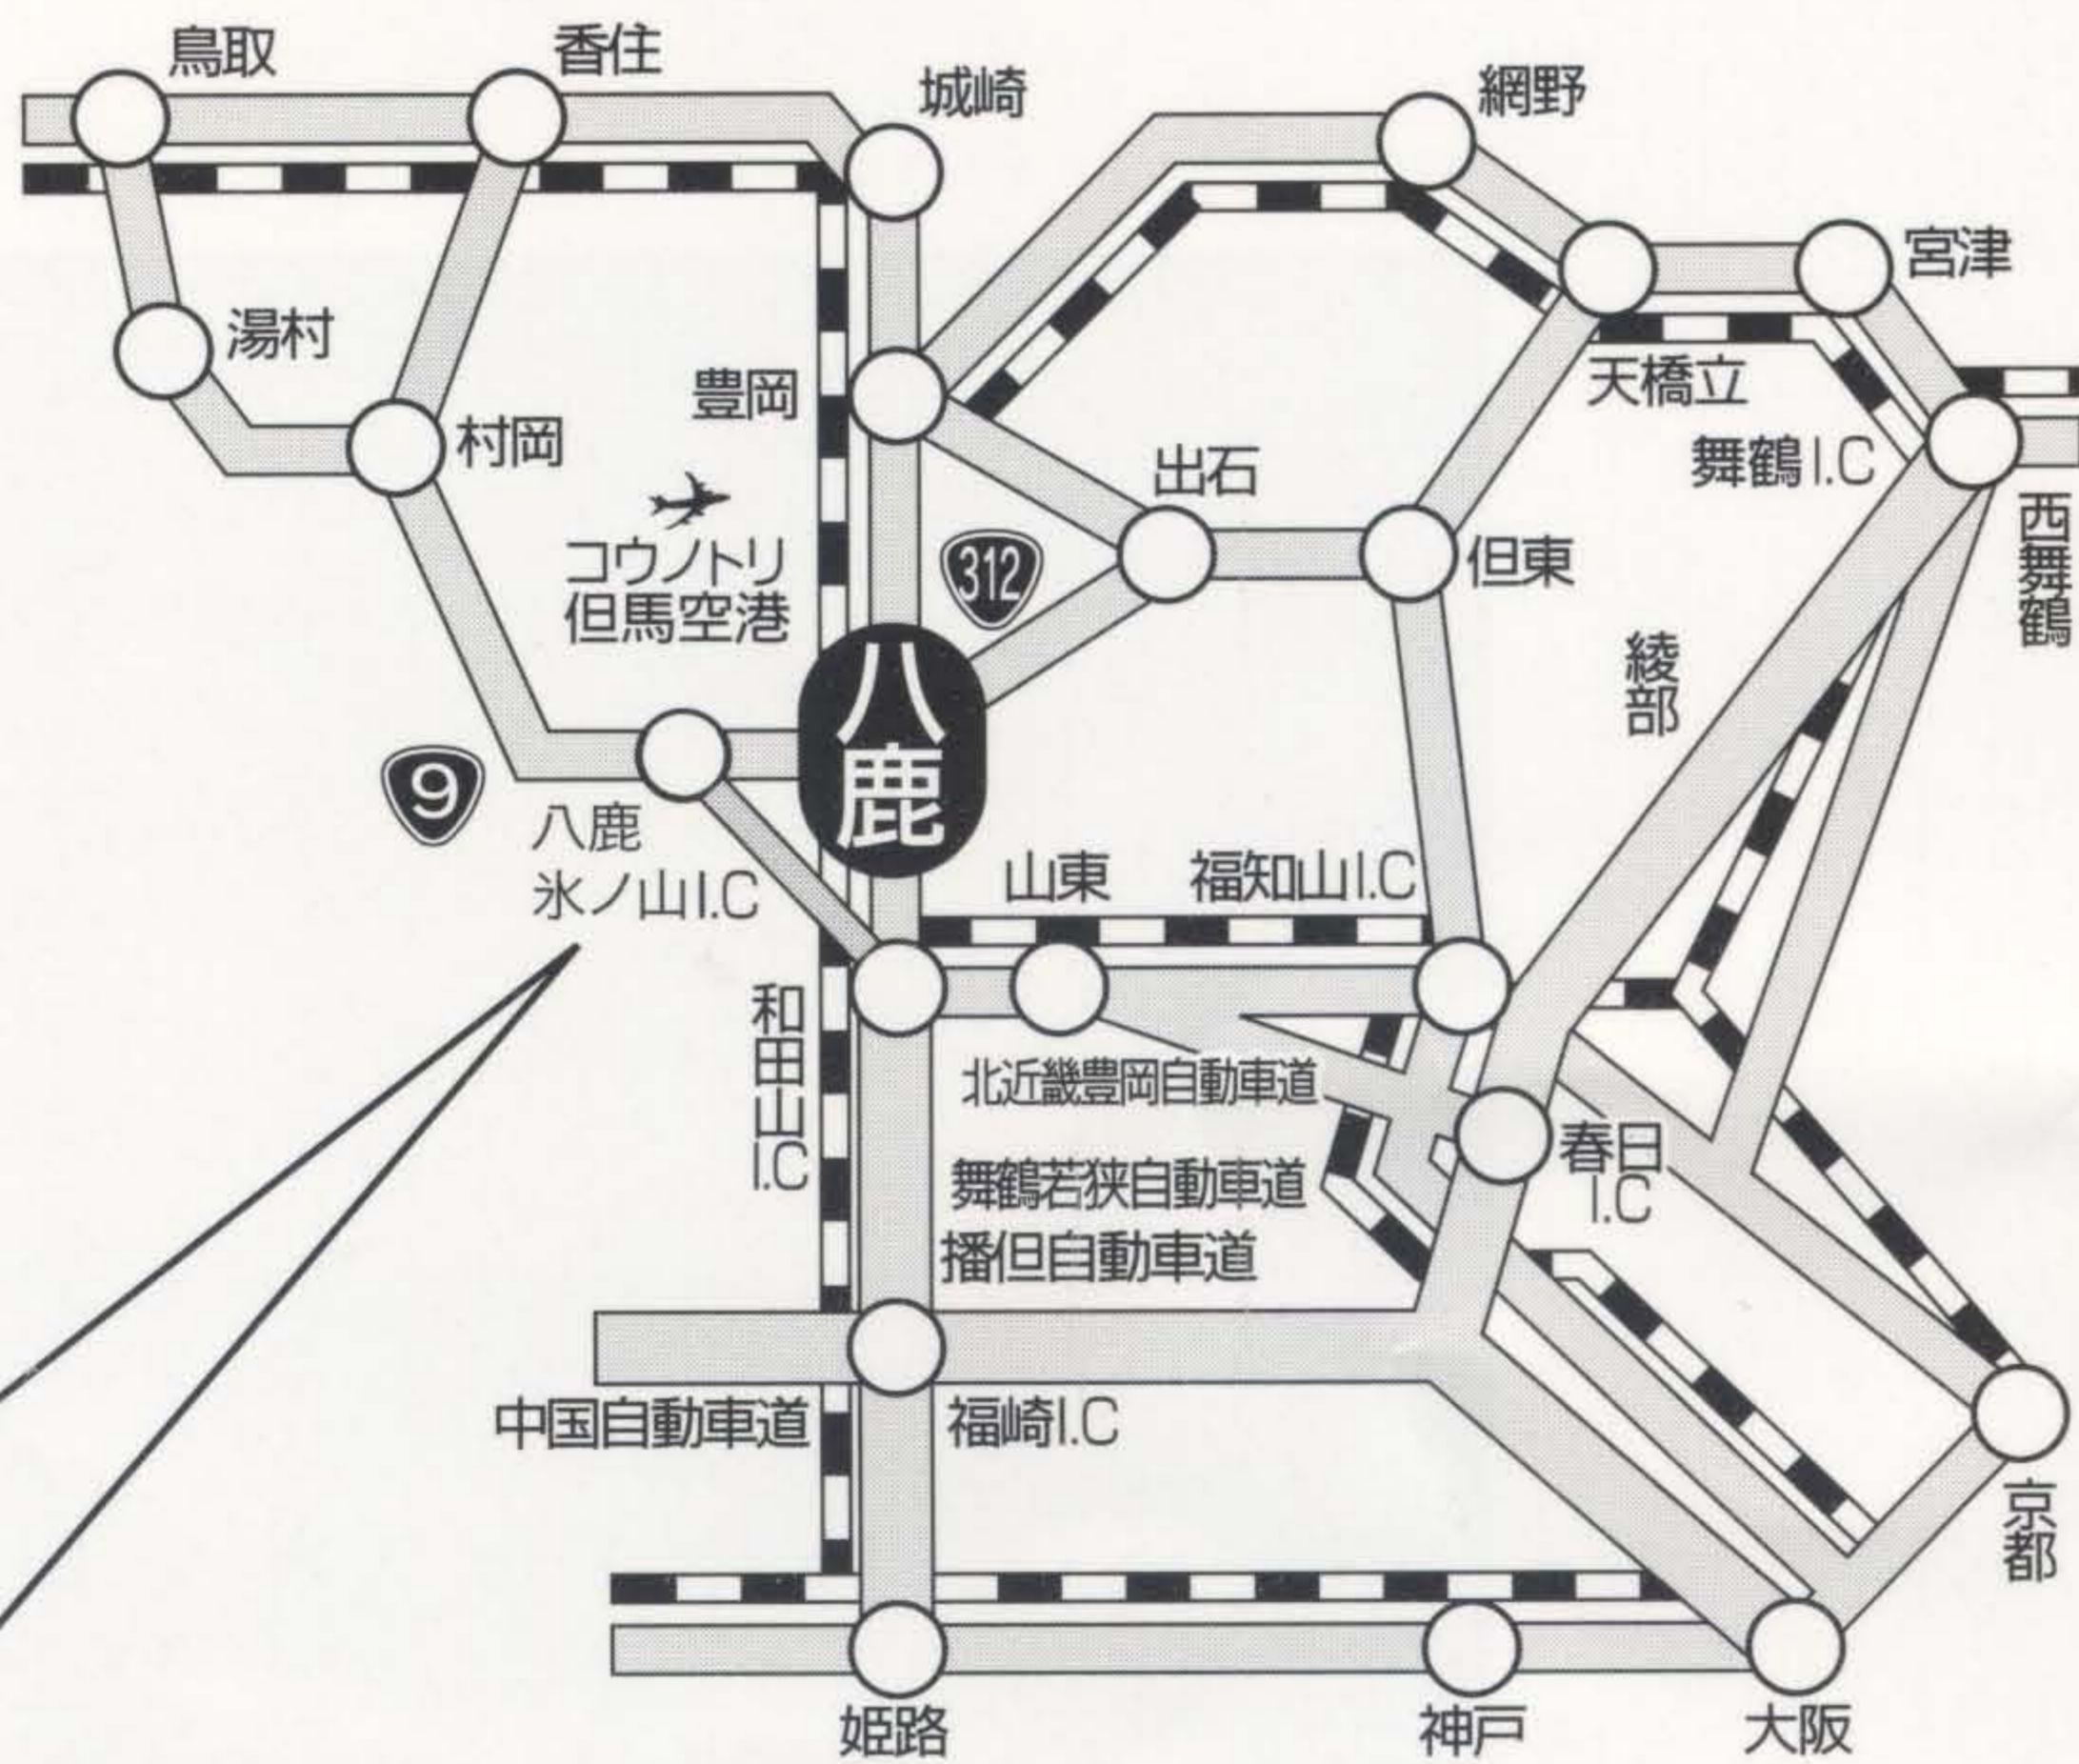 鳥取
香住
城崎
網野
宮津
湯村
豊岡
天橋立
村岡
出石
舞鶴I.C
西舞鶴
コウノトリ
但馬空港
312
但東
綾部
八鹿
9
八鹿
氷ノ山I.C
山東
福知山I.C
和田山I.C
北近畿豊岡自動車道
春日
I.C
舞鶴若狭自動車道
播但自動車道
中国自動車道
福崎I.C
京都
姫路
神戸
大阪